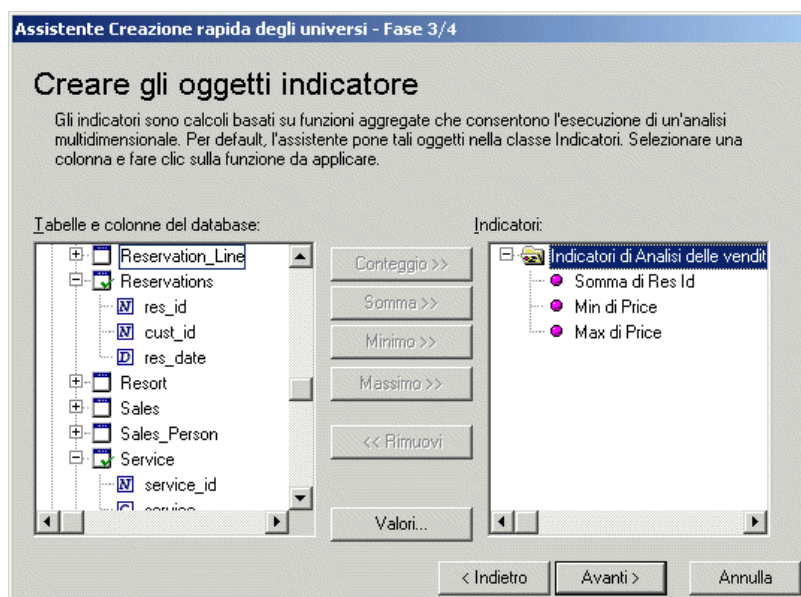 Assistente Creazione rapida degli universi - Fase 3/4
Creare gli oggetti indicatore
Gli indicatori sono calcoli basati su funzioni aggregate che consentono l'esecuzione di un'analisi
multidimensionale. Per default, l'assistente pone tali oggetti nella classe Indicatori. Selezionare una
colonna e fare clic sulla funzione da applicare.
Tabelle e colonne del database:
Reservation_Line
Reservations
N res_id
N cust_id
D res_date
Resort
Sales
Sales_Person
Service
N service_id
C service
Conteggio >>
Somma >>
Minimo >>
Massimo >>
<< Rimuovi
Valori...
Indicatori:
Indicatori di Analisi delle vendit
Somma di Res Id
Min di Price
Max di Price
< Indietro
Avanti >
Annulla